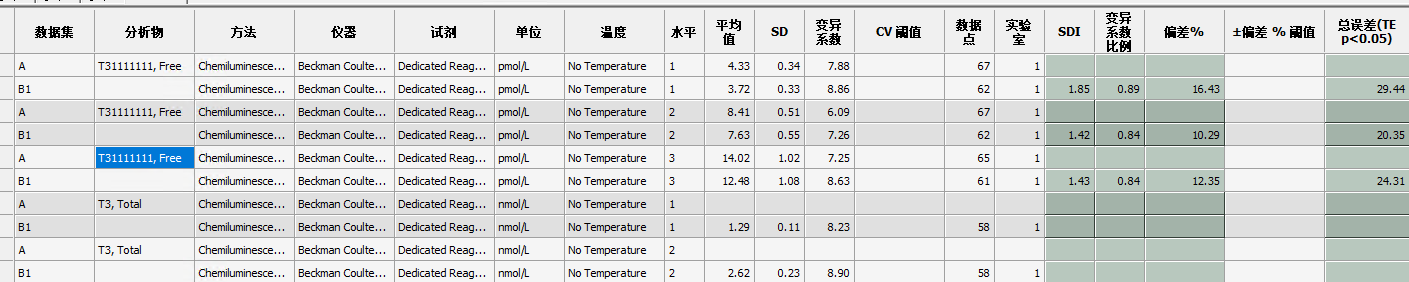 数据集 分析物 方法 仪器 试剂 单位 温度 水平 平均值 SD 变异系数 CV 阈值 数据点 实验室 SDI 变异系数比例 偏差% ±偏差 % 阈值 总误差(TE p<0.05)
A T31111111, Free Chemiluminesce... Beckman Coulte... Dedicated Reag... pmol/L No Temperature 1 4.33 0.34 7.88 67 1
B1 Chemiluminesce... Beckman Coulte... Dedicated Reag... pmol/L No Temperature 1 3.72 0.33 8.86 62 1 1.85 0.89 16.43 29.44
A T31111111, Free Chemiluminesce... Beckman Coulte... Dedicated Reag... pmol/L No Temperature 2 8.41 0.51 6.09 67 1
B1 Chemiluminesce... Beckman Coulte... Dedicated Reag... pmol/L No Temperature 2 7.63 0.55 7.26 62 1 1.42 0.84 10.29 20.35
A T31111111, Free Chemiluminesce... Beckman Coulte... Dedicated Reag... pmol/L No Temperature 3 14.02 1.02 7.25 65 1
B1 Chemiluminesce... Beckman Coulte... Dedicated Reag... pmol/L No Temperature 3 12.48 1.08 8.63 61 1 1.43 0.84 12.35 24.31
A T3, Total Chemiluminesce... Beckman Coulte... Dedicated Reag... nmol/L No Temperature 1
B1 Chemiluminesce... Beckman Coulte... Dedicated Reag... nmol/L No Temperature 1 1.29 0.11 8.23 58 1
A T3, Total Chemiluminesce... Beckman Coulte... Dedicated Reag... nmol/L No Temperature 2
B1 Chemiluminesce... Beckman Coulte... Dedicated Reag... nmol/L No Temperature 2 2.62 0.23 8.90 58 1